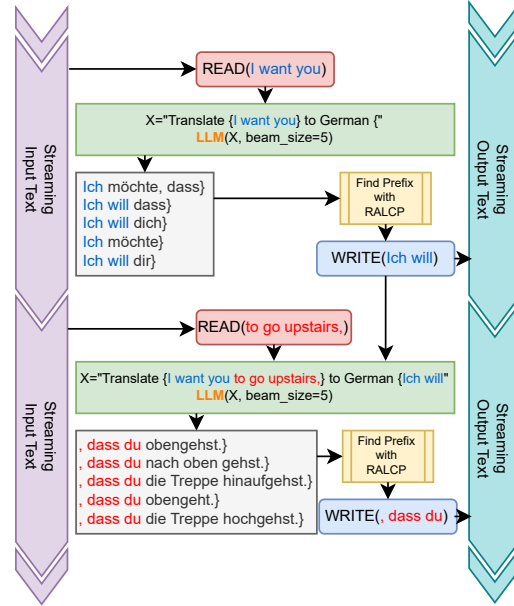 READ(I want you)
X="Translate {I want you} to German {"
LLM(X, beam_size=5)
Streaming
Input Text
Streaming
Output Text
Ich möchte, dass}
Ich will dass}
Ich will dich}
Ich möchte}
Ich will dir}
Find Prefix
with
RALCP
WRITE(Ich will)
READ(to go upstairs,)
X="Translate {I want you to go upstairs,} to German {Ich will"
LLM(X, beam_size=5)
Streaming
Input Text
Streaming
Output Text
, dass du obengehst.}
, dass du nach oben gehst.}
, dass du die Treppe hinaufgehst.}
, dass du obengeht.}
, dass du die Treppe hochgehst.}
Find Prefix
with
RALCP
WRITE(, dass du)